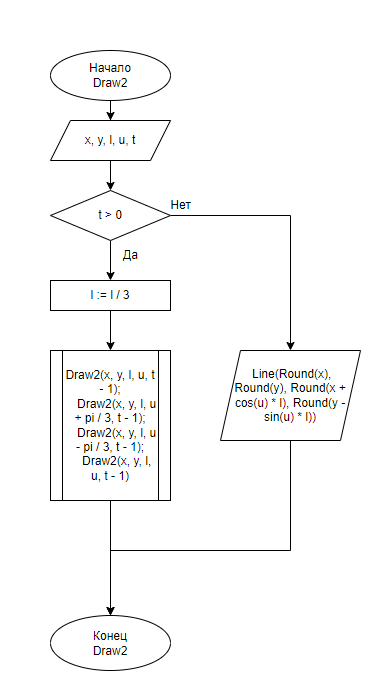 Начало
Draw2
x, y, l, u, t
t > 0
Нет
Да
l := l / 3
Draw2(x, y, l, u, t
- 1);
Draw2(x, y, l, u
+ pi / 3, t - 1);
Draw2(x, y, l, u
- pi / 3, t - 1);
Draw2(x, y, l,
u, t - 1)
Line(Round(x),
Round(y), Round(x +
cos(u) * l), Round(y -
sin(u) * l))
Конец
Draw2